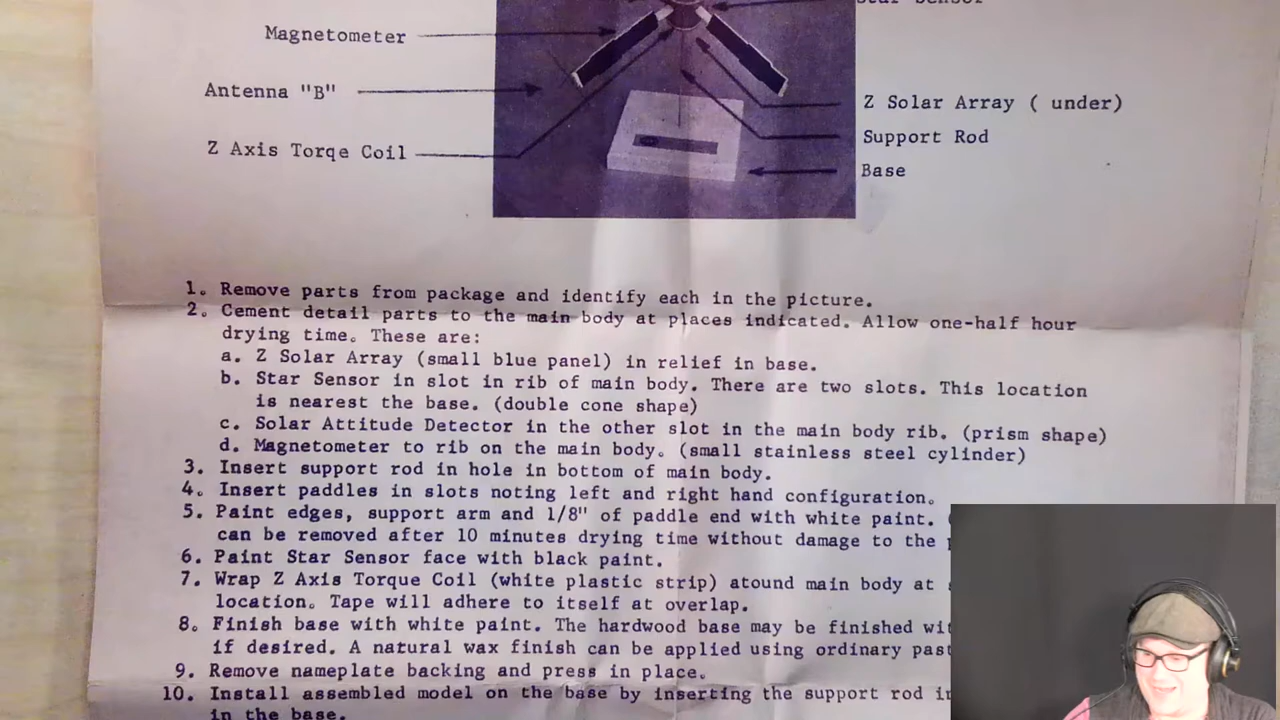 Star Sensor
Magnetometer
Antenna "B"
Z Solar Array ( under)
Support Rod
Z Axis Torqe Coil
Base
1. Remove parts from package and identify each in the picture.
2. Cement detail parts to the main body at places indicated. Allow one-half hour
drying time. These are:
a. Z Solar Array (small blue panel) in relief in base.
b. Star Sensor in slot in rib of main body. There are two slots. This location
is nearest the base. (double cone shape)
c. Solar Attitude Detector in the other slot in the main body rib. (prism shape)
d. Magnetometer to rib on the main body. (small stainless steel cylinder)
3. Insert support rod in hole in bottom of main body.
4. Insert paddles in slots noting left and right hand configuration.
5. Paint edges, support arm and 1/8" of paddle end with white paint.
can be removed after 10 minutes drying time without damage to the
6. Paint Star Sensor face with black paint.
7. Wrap Z Axis Torque Coil (white plastic strip) atound main body at
location. Tape will adhere to itself at overlap.
8. Finish base with white paint. The hardwood base may be finished
if desired. A natural wax finish can be applied using ordinary
9. Remove nameplate backing and press in place.
10. Install assembled model on the base by inserting the support rod
in the base.